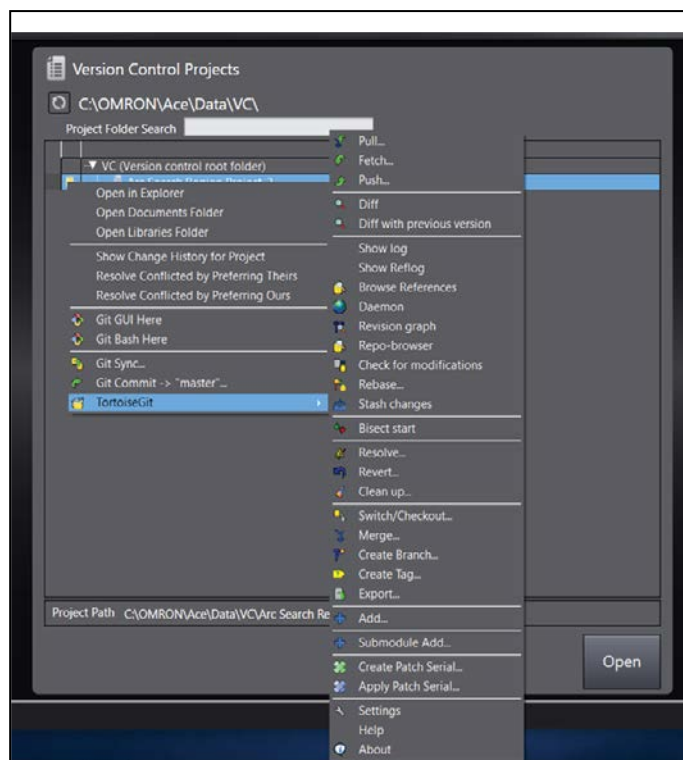 Version Control Projects
C:\OMRON\Ace\Data\VC\
Project Folder Search
VC (Version control root folder)
Arc Search Region Project_2
Open in Explorer
Open Documents Folder
Open Libraries Folder
Show Change History for Project
Resolve Conflicted by Preferring Theirs
Resolve Conflicted by Preferring Ours
Git GUI Here
Git Bash Here
Git Sync...
Git Commit -> "master"...
TortoiseGit
Pull...
Fetch...
Push...
Diff
Diff with previous version
Show log
Show Reflog
Browse References
Daemon
Revision graph
Repo-browser
Check for modifications
Rebase...
Stash changes
Bisect start
Resolve...
Revert...
Clean up...
Switch/Checkout...
Merge...
Create Branch...
Create Tag...
Export...
Add...
Submodule Add...
Create Patch Serial...
Apply Patch Serial...
Settings
Help
About
Project Path C:\OMRON\Ace\Data\VC\Arc Search Re
Open